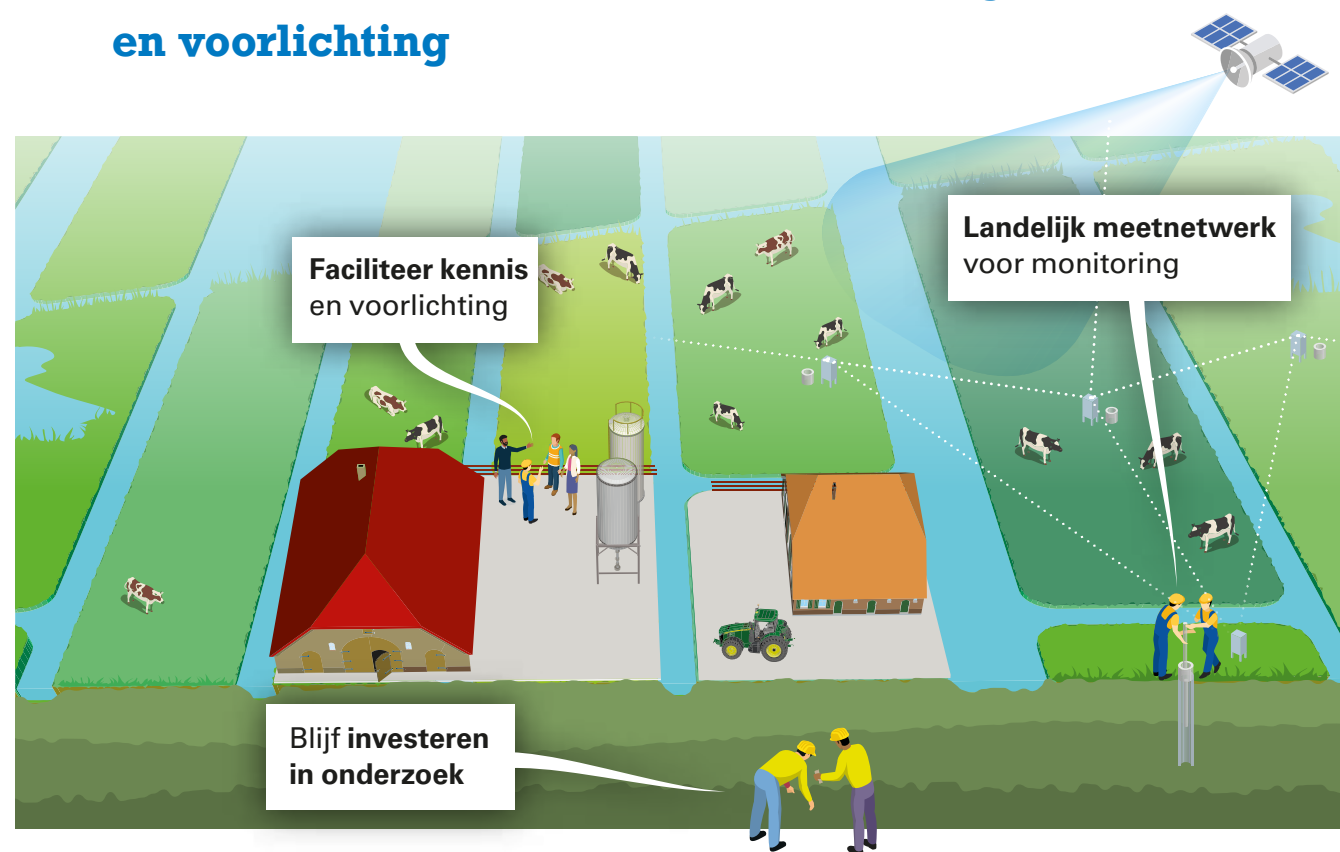 en voorlichting
Landelijk meetnetwerk
voor monitoring
Faciliteer kennis
en voorlichting
Blijf investeren
in onderzoek